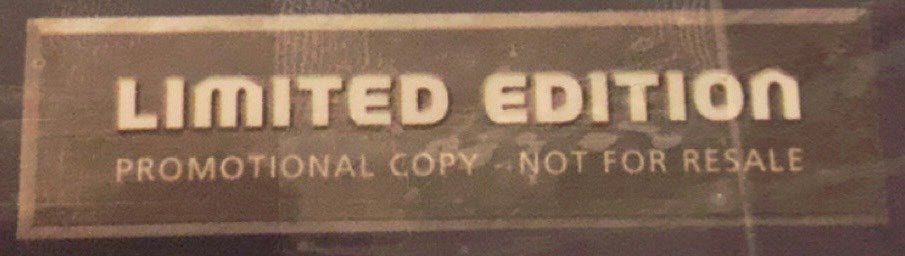 LIMITED EDITION
PROMOTIONAL COPY - NOT FOR RESALE